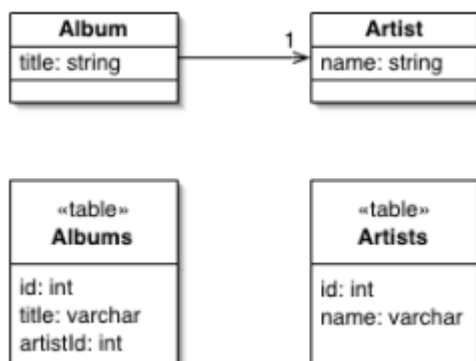 Album
title: string
1
Artist
name: string
«table»
Albums
id: int
title: varchar
artistId: int
«table»
Artists
id: int
name: varchar